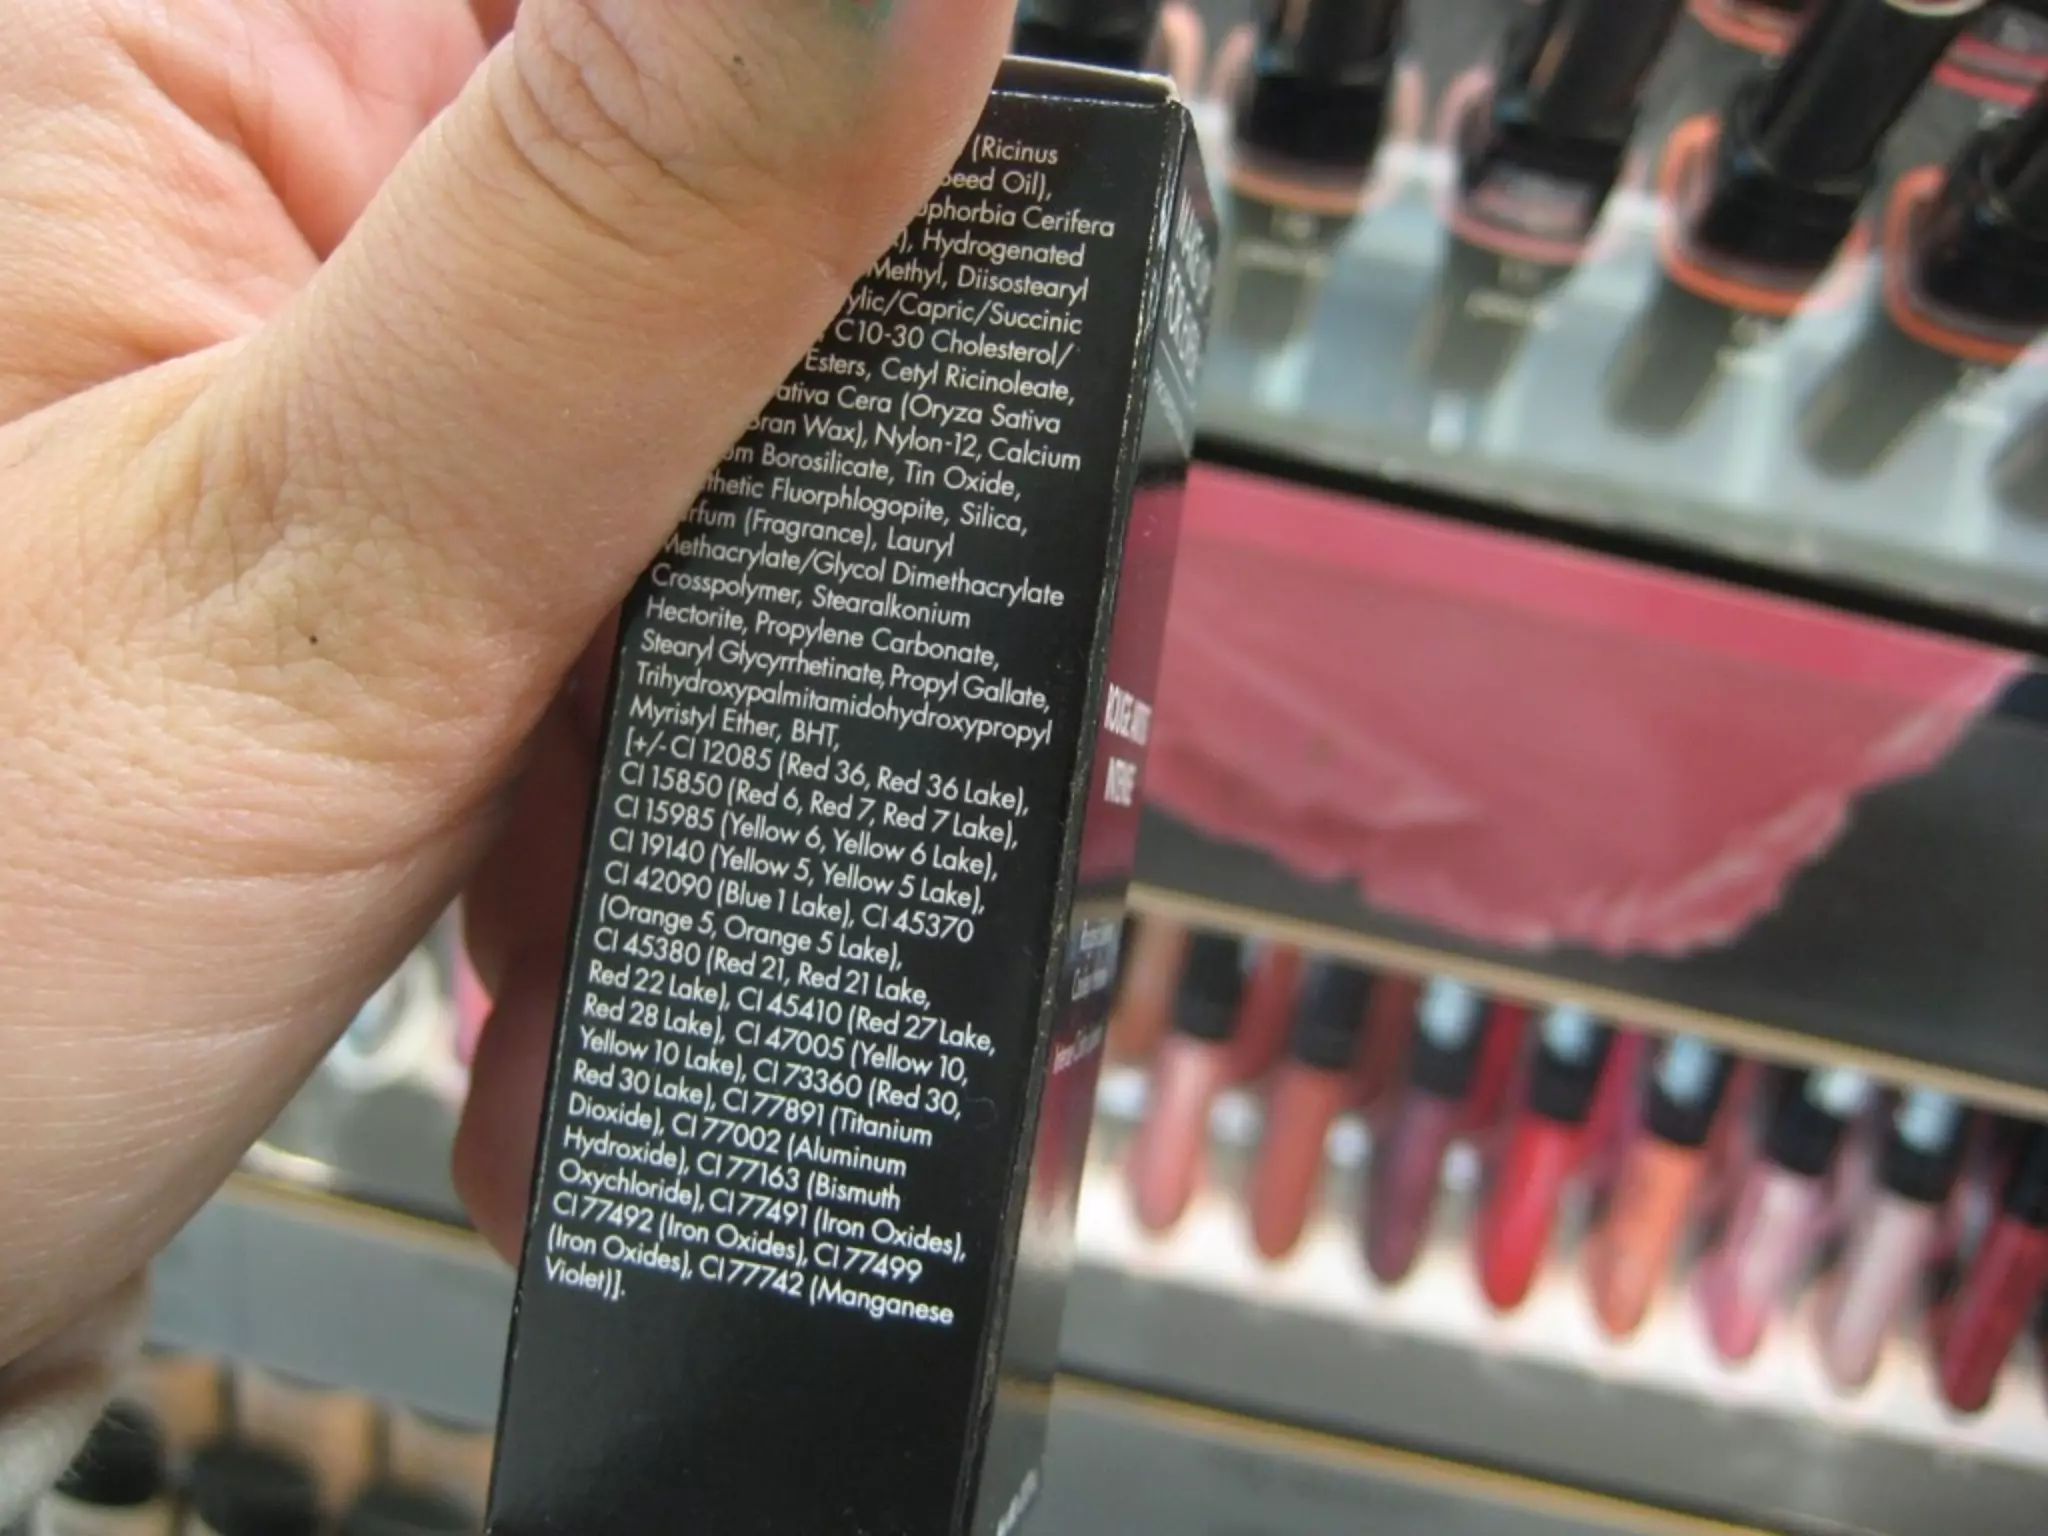 (Ricinus
Seed Oil),
Euphorbia Cerifera
Hydrogenated
Methyl, Diisostearyl
ylic/Capric/Succinic
C10-30 Cholesterol/
Esters, Cetyl Ricinoleate,
ativa Cera (Oryza Sativa
Bran Wax), Nylon-12, Calcium
Borosilicate, Tin Oxide,
thetic Fluorphlogopite, Silica,
rfum (Fragrance), Lauryl
Methacrylate/Glycol Dimethacrylate
Crosspolymer, Stearalkonium
Hectorite, Propylene Carbonate,
Stearyl Glycyrrhetinate, Propyl Gallate,
Trihydroxypalmitamidohydroxypropyl
Myristyl Ether, BHT,
[+/- CI 12085 (Red 36, Red 36 Lake),
CI 15850 (Red 6, Red 7, Red 7 Lake),
CI 15985 (Yellow 6, Yellow 6 Lake),
CI 19140 (Yellow 5, Yellow 5 Lake),
CI 42090 (Blue 1 Lake), CI 45370
(Orange 5, Orange 5 Lake),
CI 45380 (Red 21, Red 21 Lake,
Red 22 Lake), CI 45410 (Red 27 Lake,
Red 28 Lake), CI 47005 (Yellow 10,
Yellow 10 Lake), CI 73360 (Red 30,
Red 30 Lake), CI 77891 (Titanium
Dioxide), CI 77002 (Aluminum
Hydroxide), CI 77163 (Bismuth
Oxychloride), CI 77491 (Iron Oxides),
CI 77492 (Iron Oxides), CI 77499
(Iron Oxides), CI 77742 (Manganese
Violet)].
MAKE UP
FOR EVER
ROUGE ARTIST
INTENSE